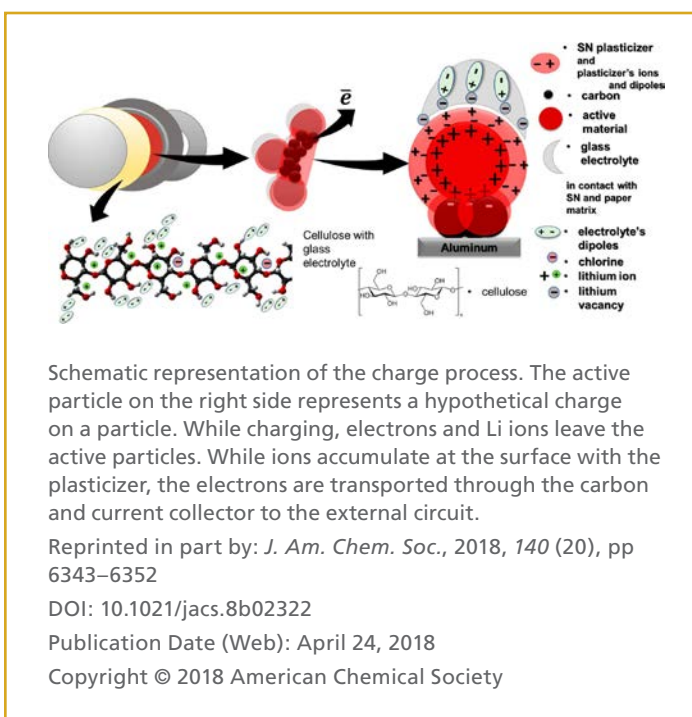 SN plasticizer
and
plasticizer's ions
and dipoles
carbon
active
material
glass
electrolyte
in contact with
SN and paper
matrix
electrolyte's
dipoles
chlorine
lithium ion
lithium
vacancy
e
Cellulose with
glass
electrolyte
Aluminum
cellulose
Schematic representation of the charge process. The active
particle on the right side represents a hypothetical charge
on a particle. While charging, electrons and Li ions leave the
active particles. While ions accumulate at the surface with the
plasticizer, the electrons are transported through the carbon
and current collector to the external circuit.
Reprinted in part by: J. Am. Chem. Soc., 2018, 140 (20), pp
6343–6352
DOI: 10.1021/jacs.8b02322
Publication Date (Web): April 24, 2018
Copyright © 2018 American Chemical Society